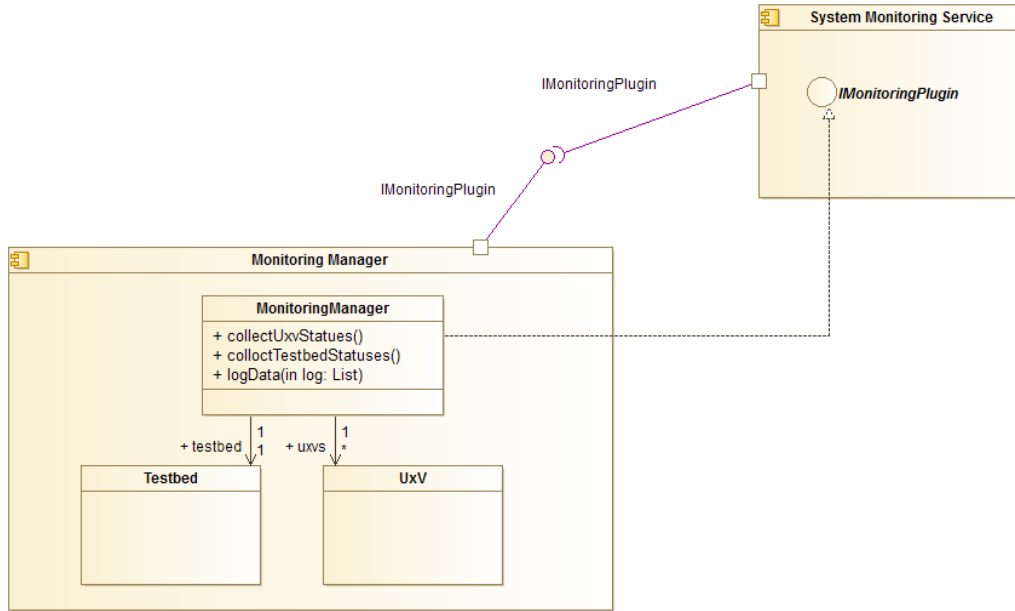 System Monitoring Service
IMonitoringPlugin
IMonitoringPlugin
IMonitoringPlugin
Monitoring Manager
MonitoringManager
+ collectUxvStatues()
+ colloctTestbedStatuses()
+ logData(in log: List)
+ testbed
1
1
+ uxvs
1
*
Testbed
UxV